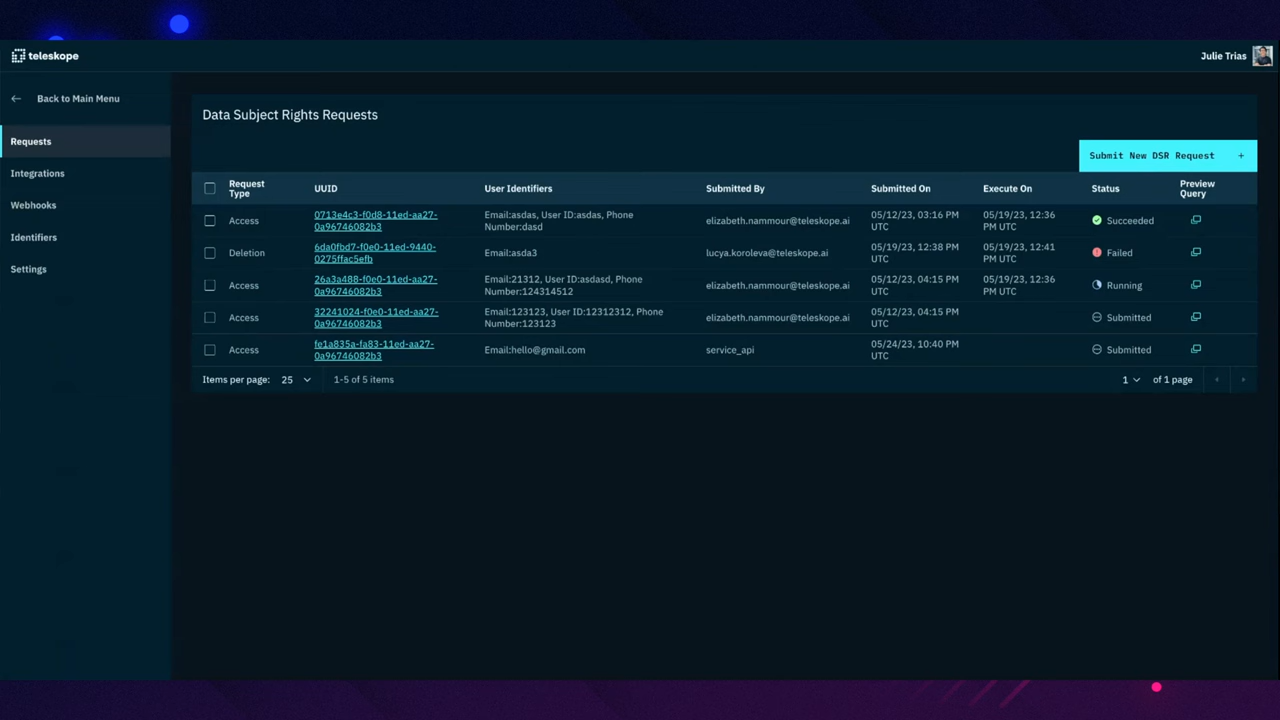 teleskope
Julie Trias
Back to Main Menu
Requests
Integrations
Webhooks
Identifiers
Settings
Data Subject Rights Requests
Submit New DSR Request +
Request Type UUID User Identifiers Submitted By Submitted On Execute On Status Preview Query
Access 0713e4c3-f0d8-11ed-aa27-0a96746082b3 Email:asdas, User ID:asdas, Phone Number:dasd elizabeth.nammour@teleskope.ai 05/12/23, 03:16 PM UTC 05/19/23, 12:36 PM UTC Succeeded
Deletion 6da0fbd7-f0e0-11ed-9440-0275ffac5efb Email:asda3 lucya.koroleva@teleskope.ai 05/19/23, 12:38 PM UTC 05/19/23, 12:41 PM UTC Failed
Access 26a3a488-f0e0-11ed-aa27-0a96746082b3 Email:21312, User ID:asdasd, Phone Number:124314512 elizabeth.nammour@teleskope.ai 05/12/23, 04:15 PM UTC 05/19/23, 12:36 PM UTC Running
Access 32241024-f0e0-11ed-aa27-0a96746082b3 Email:123123, User ID:12312312, Phone Number:123123 elizabeth.nammour@teleskope.ai 05/12/23, 04:15 PM UTC Submitted
Access fe1a835a-fa83-11ed-aa27-0a96746082b3 Email:hello@gmail.com service_api 05/24/23, 10:40 PM UTC Submitted
Items per page: 25 1-5 of 5 items 1 of 1 page